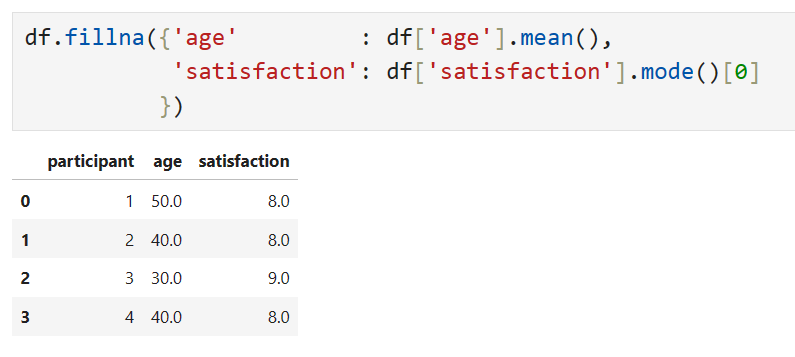 df.fillna({'age'         : df['age'].mean(),
           'satisfaction': df['satisfaction'].mode()[0]
          })
participant age satisfaction
0 1 50.0 8.0
1 2 40.0 8.0
2 3 30.0 9.0
3 4 40.0 8.0